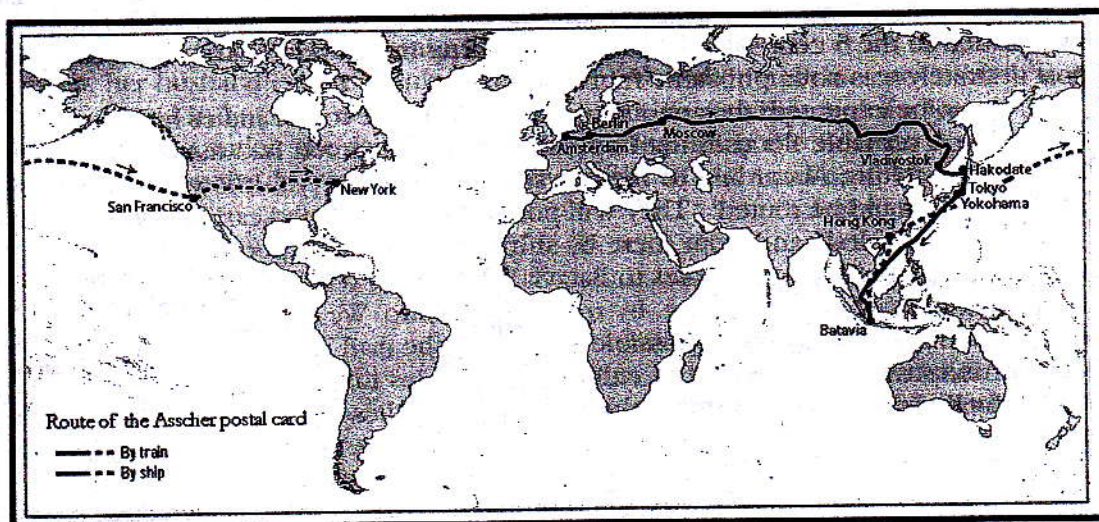 Berlin
Amsterdam
Moscow
Vladivostok
Hakodate
Tokyo
Yokohama
Hong Kong
Batavia
San Francisco
New York
Route of the Asscher postal card
By train
By ship